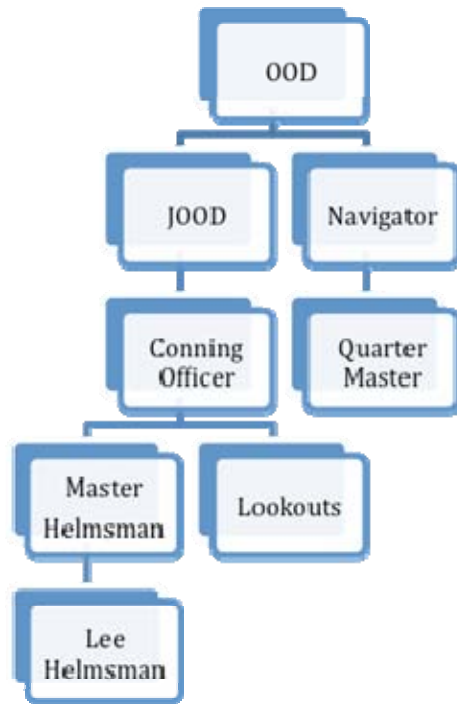 OOD
JOOD
Navigator
Conning
Officer
Quarter
Master
Master
Helmsman
Lookouts
Lee
Helmsman